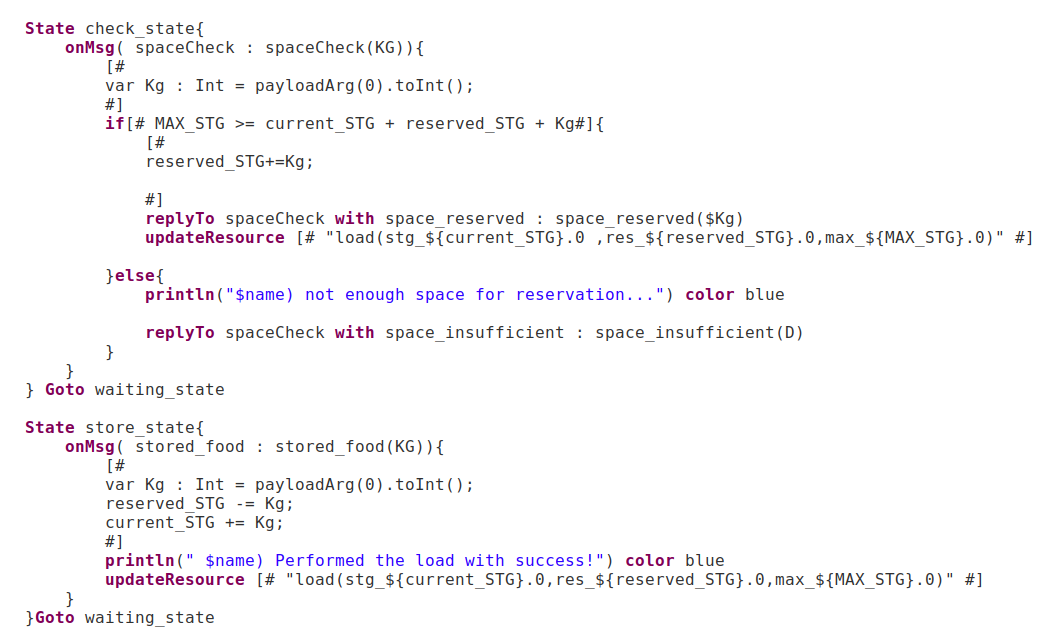 State check_state{
    onMsg( spaceCheck : spaceCheck(KG)){
        [#
        var Kg : Int = payloadArg(0).toInt();
        #]
        if[# MAX_STG >= current_STG + reserved_STG + Kg#]{
            [#
            reserved_STG+=Kg;

            #]
            replyTo spaceCheck with space_reserved : space_reserved($Kg)
            updateResource [# "load(stg_${current_STG}.0 ,res_${reserved_STG}.0,max_${MAX_STG}.0)" #]

        }else{
            println("$name) not enough space for reservation...") color blue

            replyTo spaceCheck with space_insufficient : space_insufficient(D)
        }
    }
} Goto waiting_state

State store_state{
    onMsg( stored_food : stored_food(KG)){
        [#
        var Kg : Int = payloadArg(0).toInt();
        reserved_STG -= Kg;
        current_STG += Kg;
        #]
        println(" $name) Performed the load with success!") color blue
        updateResource [# "load(stg_${current_STG}.0,res_${reserved_STG}.0,max_${MAX_STG}.0)" #]
    }
}Goto waiting_state